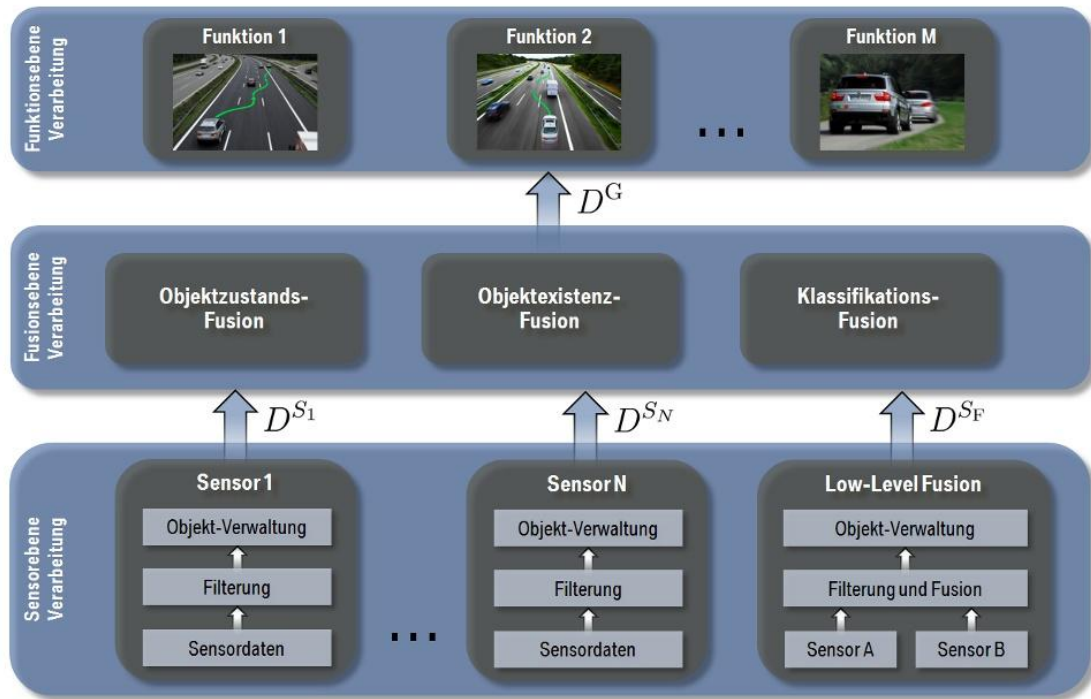 Funktionsebene
Verarbeitung
Funktion 1
Funktion 2
...
Funktion M
D^G
Fusionsebene
Verarbeitung
Objektzustands-
Fusion
Objektexistenz-
Fusion
Klassifikations-
Fusion
D^{S_1}
D^{S_N}
D^{S_F}
Sensorebene
Verarbeitung
Sensor 1
Objekt-Verwaltung
Filterung
Sensordaten
...
Sensor N
Objekt-Verwaltung
Filterung
Sensordaten
Low-Level Fusion
Objekt-Verwaltung
Filterung und Fusion
Sensor A
Sensor B